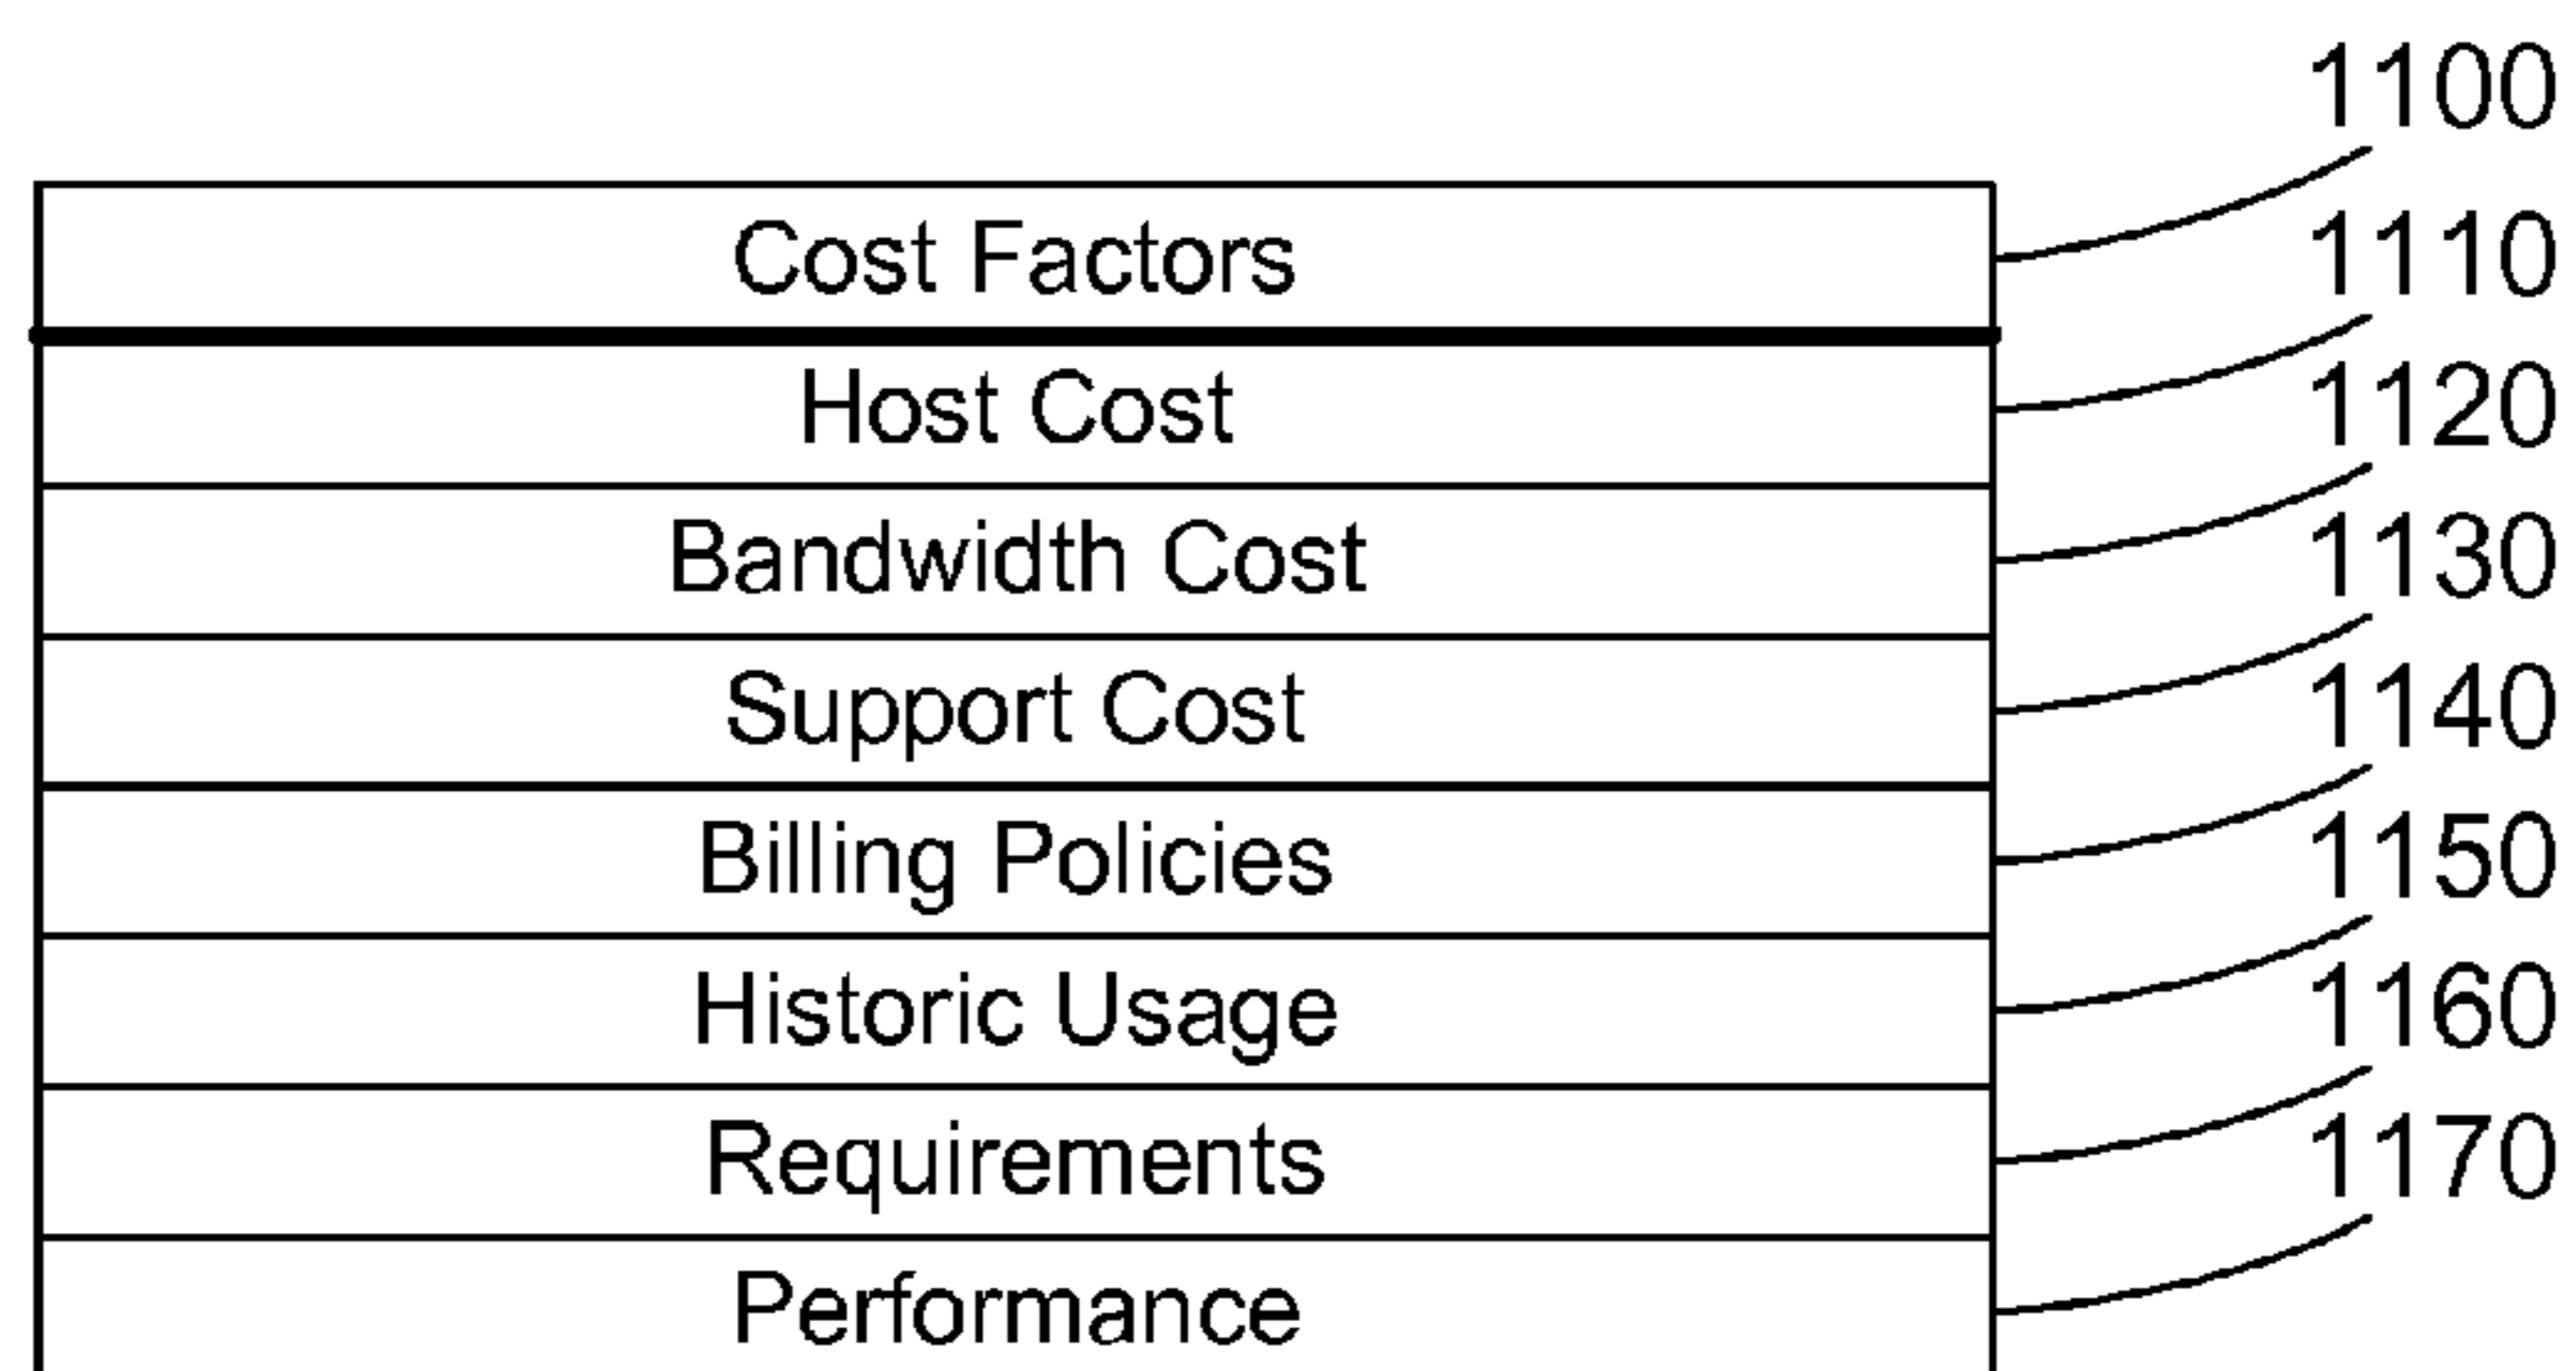 1100
Cost Factors
1110
Host Cost
1120
Bandwidth Cost
1130
Support Cost
1140
Billing Policies
1150
Historic Usage
1160
Requirements
1170
Performance